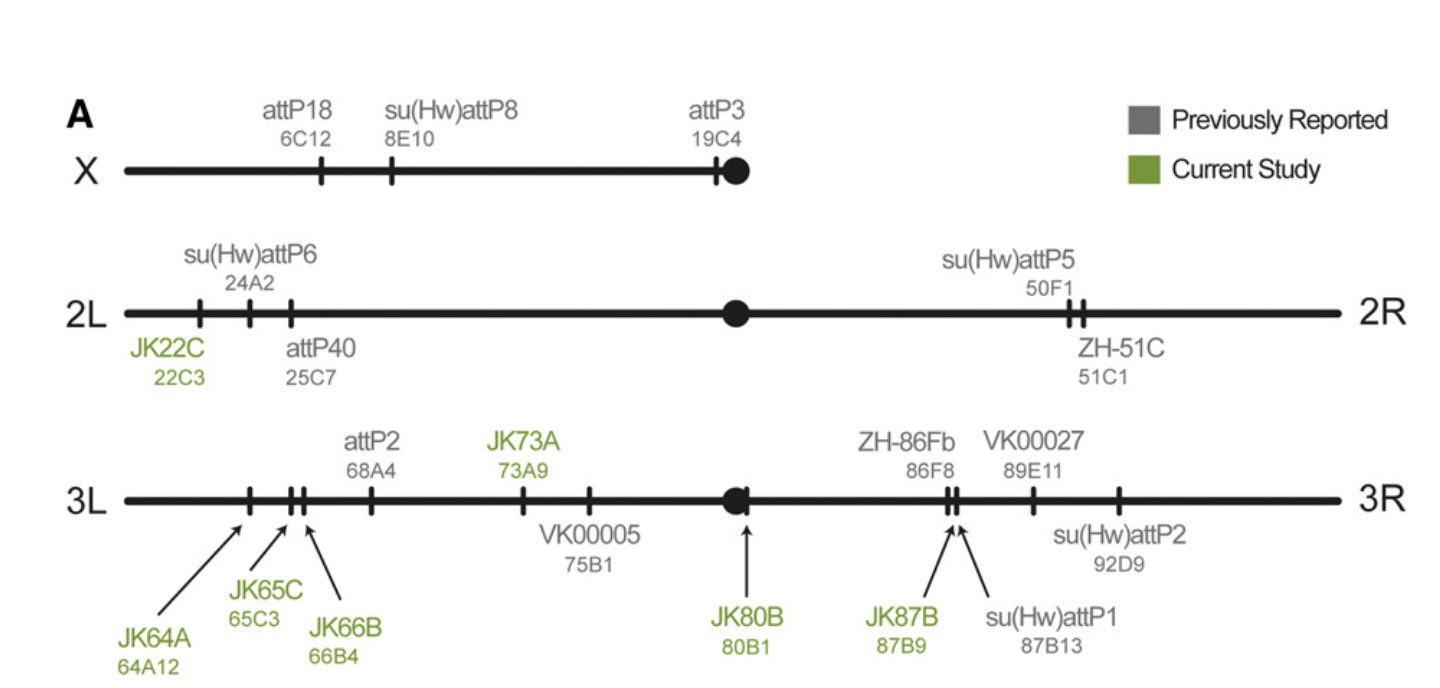 A
attP18
6C12
su(Hw)attP8
8E10
attP3
19C4
X
Previously Reported
Current Study
su(Hw)attP6
24A2
su(Hw)attP5
50F1
2L
2R
JK22C
22C3
attP40
25C7
ZH-51C
51C1
attP2
68A4
JK73A
73A9
ZH-86Fb
86F8
VK00027
89E11
3L
3R
VK00005
75B1
su(Hw)attP2
92D9
JK64A
64A12
JK65C
65C3
JK66B
66B4
JK80B
80B1
JK87B
87B9
su(Hw)attP1
87B13